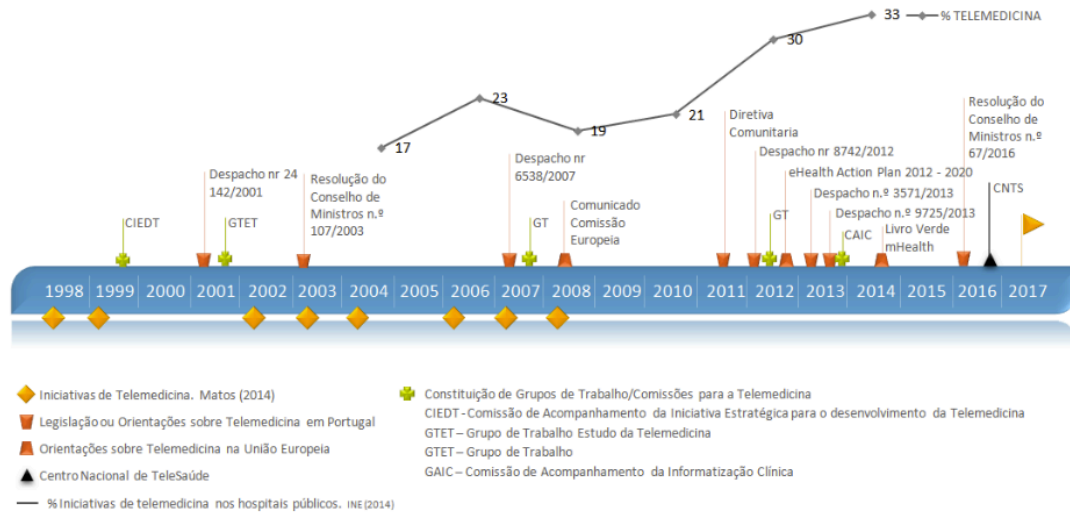 33
% TELEMEDICINA
30
23
21
19
17
Resolução do
Conselho de
Ministros n.º
67/2016
Diretiva
Comunitaria
Despacho nr 8742/2012
eHealth Action Plan 2012 - 2020
Despacho nr
6538/2007
Despacho nr 24
142/2001
Resolução do
Conselho de
Ministros n.º
107/2003
Despacho n.º 3571/2013
CNTS
Comunicado
Comissão
Europeia
Despacho n.º 9725/2013
CIEDT
GTET
GT
GT
CAIC
Livro Verde
mHealth
1998 1999 2000 2001 2002 2003 2004 2005 2006 2007 2008 2009 2010 2011 2012 2013 2014 2015 2016 2017
Iniciativas de Telemedicina. Matos (2014)
Legislação ou Orientações sobre Telemedicina em Portugal
Orientações sobre Telemedicina na União Europeia
Centro Nacional de TeleSaúde
% Iniciativas de telemedicina nos hospitais públicos. INE (2014)
Constituição de Grupos de Trabalho/Comissões para a Telemedicina
CIEDT - Comissão de Acompanhamento da Iniciativa Estratégica para o desenvolvimento da Telemedicina
GTET – Grupo de Trabalho Estudo da Telemedicina
GTET – Grupo de Trabalho
GAIC – Comissão de Acompanhamento da Informatização Clínica